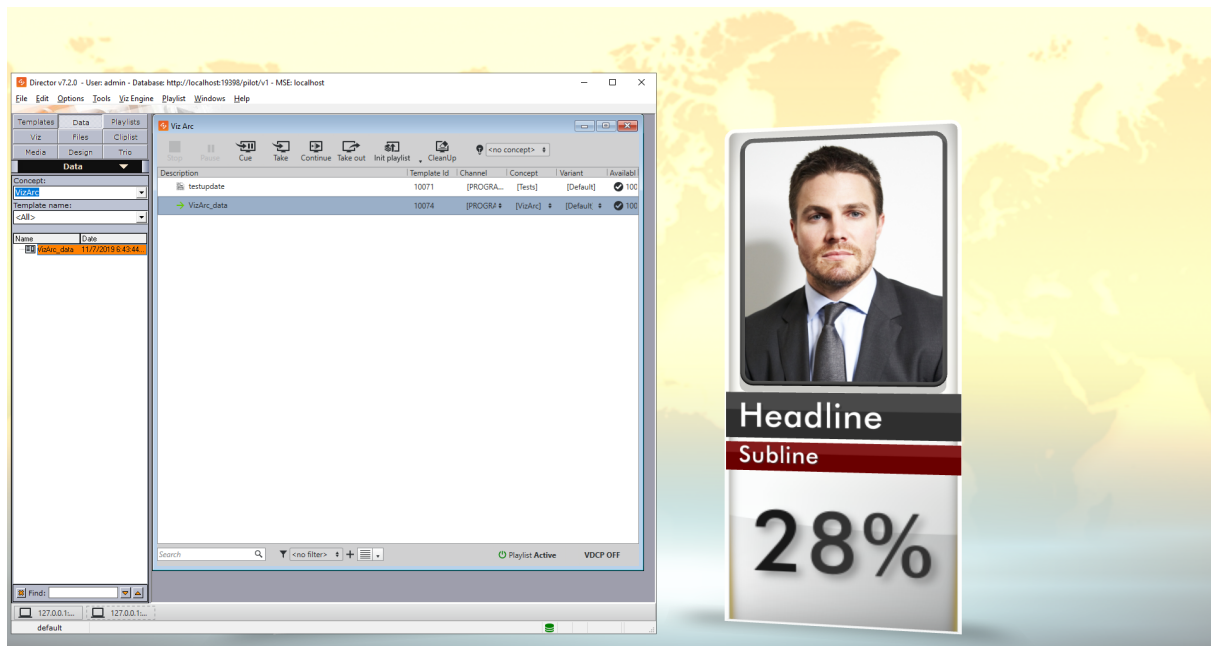 Director v7.2.0 - User: admin - Database: http://localhost:19398/pilot/v1 - MSE: localhost
File Edit Options Tools Viz Engine Playlist Windows Help
Templates Data Playlists
Viz Files Cliplist
Media Design Trio
Data
Concept:
VizArc
Template name:
<All>
Name Date
VizArc_data 11/7/2019 6:43:44...
Find:
Viz Arc
Stop Pause Cue Take Continue Take out Init playlist CleanUp <no concept>
Description Template Id Channel Concept Variant Availabl
testupdate 10071 [PROGRA... [Tests] [Default] 100
VizArc_data 10074 [PROGRA [VizArc] [Default 100
Search <no filter> Playlist Active VDCP OFF
127.0.0.1:... 127.0.0.1:...
default
Headline
Subline
28%